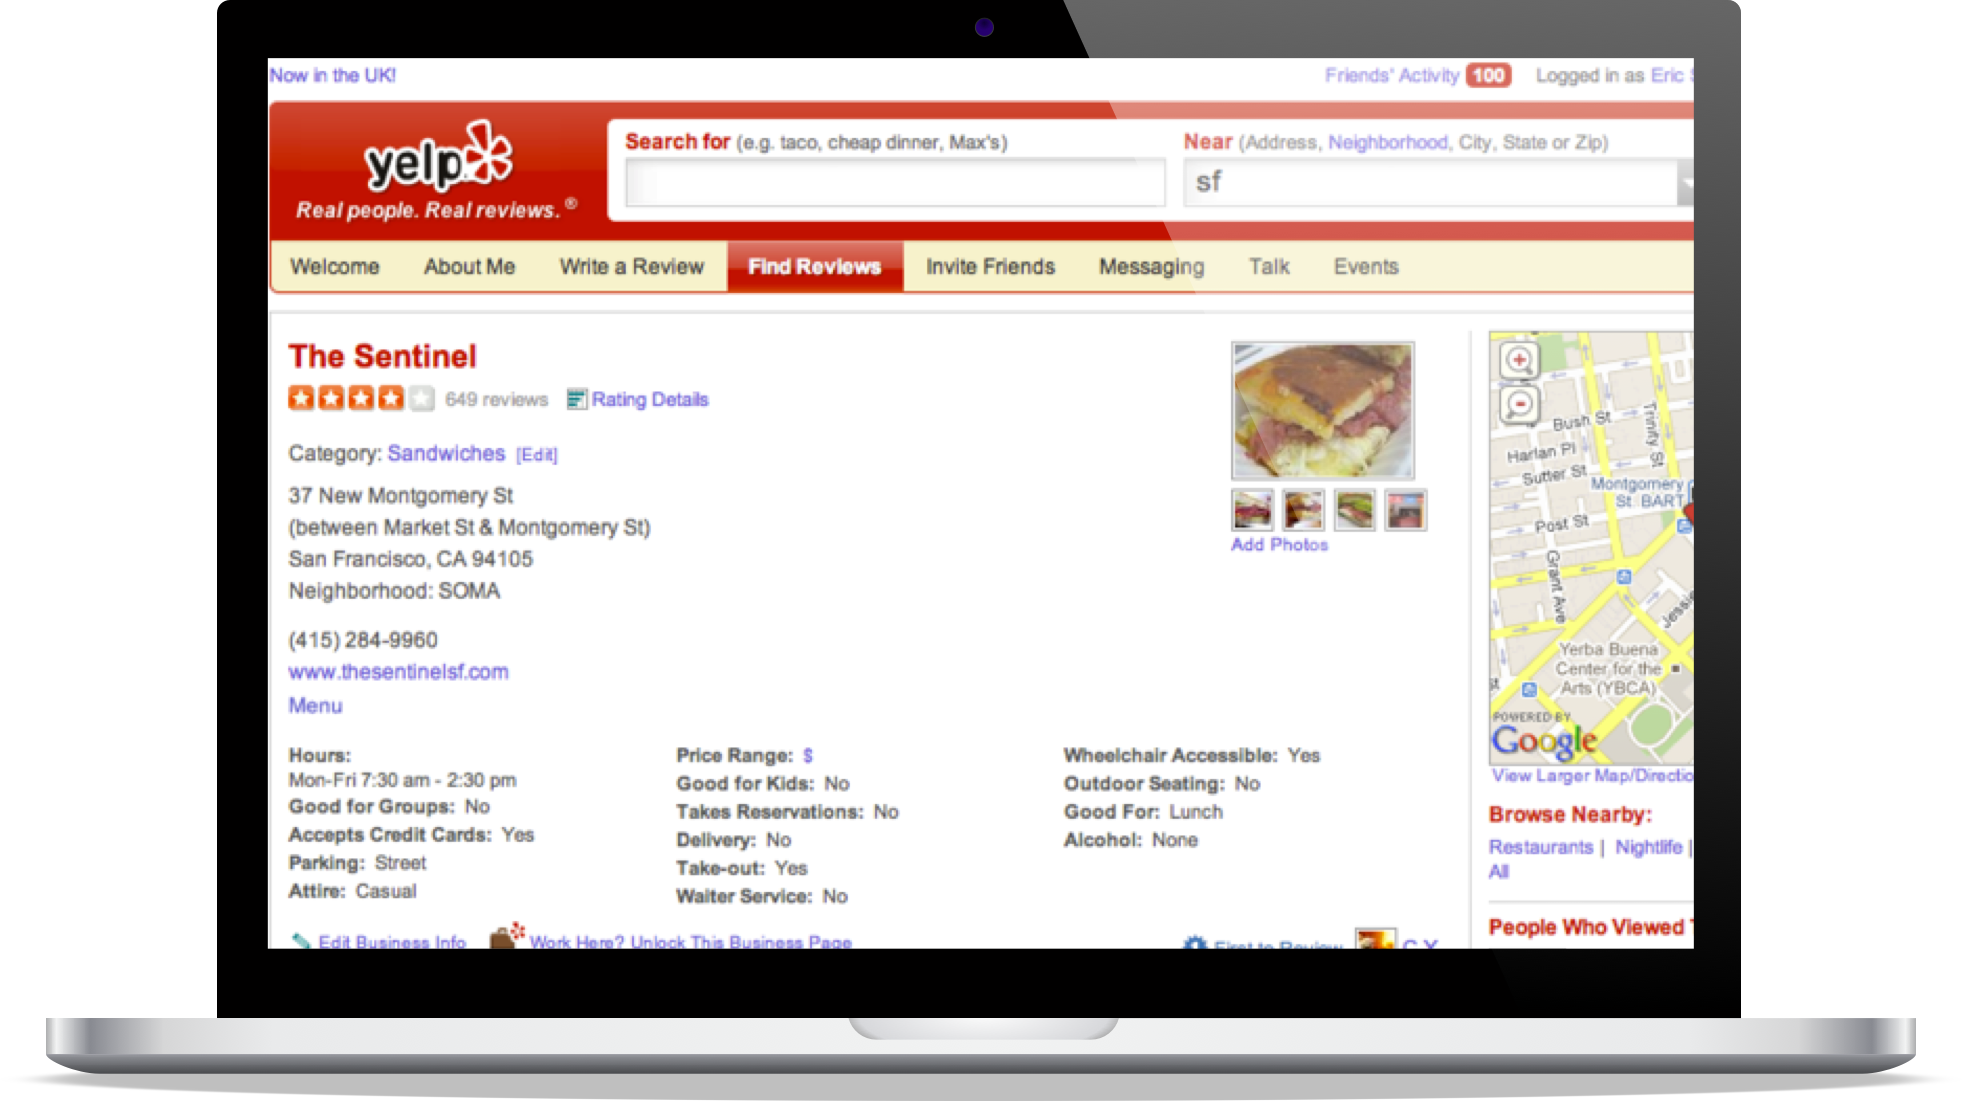 Now in the UK!
Friends' Activity 100 Logged in as Eric
yelp
Real people. Real reviews. ®
Search for (e.g. taco, cheap dinner, Max's)
Near (Address, Neighborhood, City, State or Zip)
sf
Welcome About Me Write a Review Find Reviews Invite Friends Messaging Talk Events
The Sentinel
649 reviews Rating Details
Category: Sandwiches [Edit]
37 New Montgomery St
(between Market St & Montgomery St)
San Francisco, CA 94105
Neighborhood: SOMA
(415) 284-9960
www.thesentinelsf.com
Menu
Hours:
Mon-Fri 7:30 am - 2:30 pm
Good for Groups: No
Accepts Credit Cards: Yes
Parking: Street
Attire: Casual
Price Range: $
Good for Kids: No
Takes Reservations: No
Delivery: No
Take-out: Yes
Waiter Service: No
Wheelchair Accessible: Yes
Outdoor Seating: No
Good For: Lunch
Alcohol: None
Edit Business Info Work Here? Unlock This Business Page
First to Review C Y
Add Photos
Bush St
Trinity St
Harlan Pl
Sutter St
Montgomery
St. BART
Post St
Grant Ave
Jessie
Yerba Buena
Center for the
Arts (YBCA)
St
POWERED BY
Google
View Larger Map/Directio
Browse Nearby:
Restaurants | Nightlife |
All
People Who Viewed T